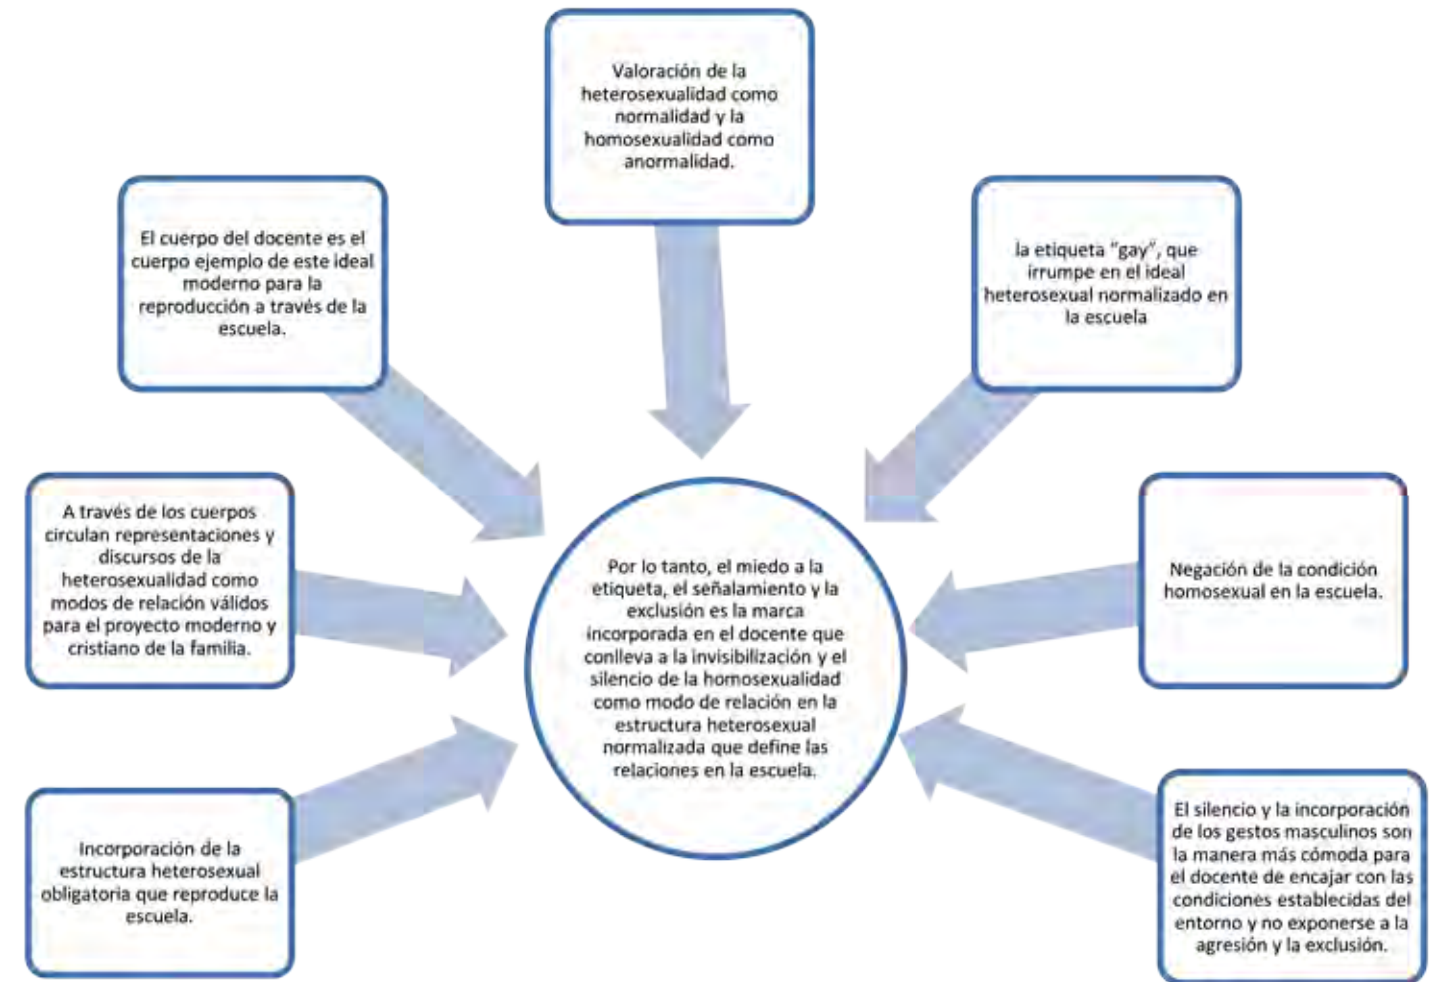 Valoración de la
heterosexualidad como
normalidad y la
homosexualidad como
anormalidad.
El cuerpo del docente es el
cuerpo ejemplo de este ideal
moderno para la
reproducción a través de la
escuela.
la etiqueta "gay", que
irrumpe en el ideal
heterosexual normalizado en
la escuela
A través de los cuerpos
circulan representaciones y
discursos de la
heterosexualidad como
modos de relación válidos
para el proyecto moderno y
cristiano de la familia.
Por lo tanto, el miedo a la
etiqueta, el señalamiento y la
exclusión es la marca
incorporada en el docente que
conlleva a la invisibilización y el
silencio de la homosexualidad
como modo de relación en la
estructura heterosexual
normalizada que define las
relaciones en la escuela.
Negación de la condición
homosexual en la escuela.
Incorporación de la
estructura heterosexual
obligatoria que reproduce la
escuela.
El silencio y la incorporación
de los gestos masculinos son
la manera más cómoda para
el docente de encajar con las
condiciones establecidas del
entorno y no exponerse a la
agresión y la exclusión.